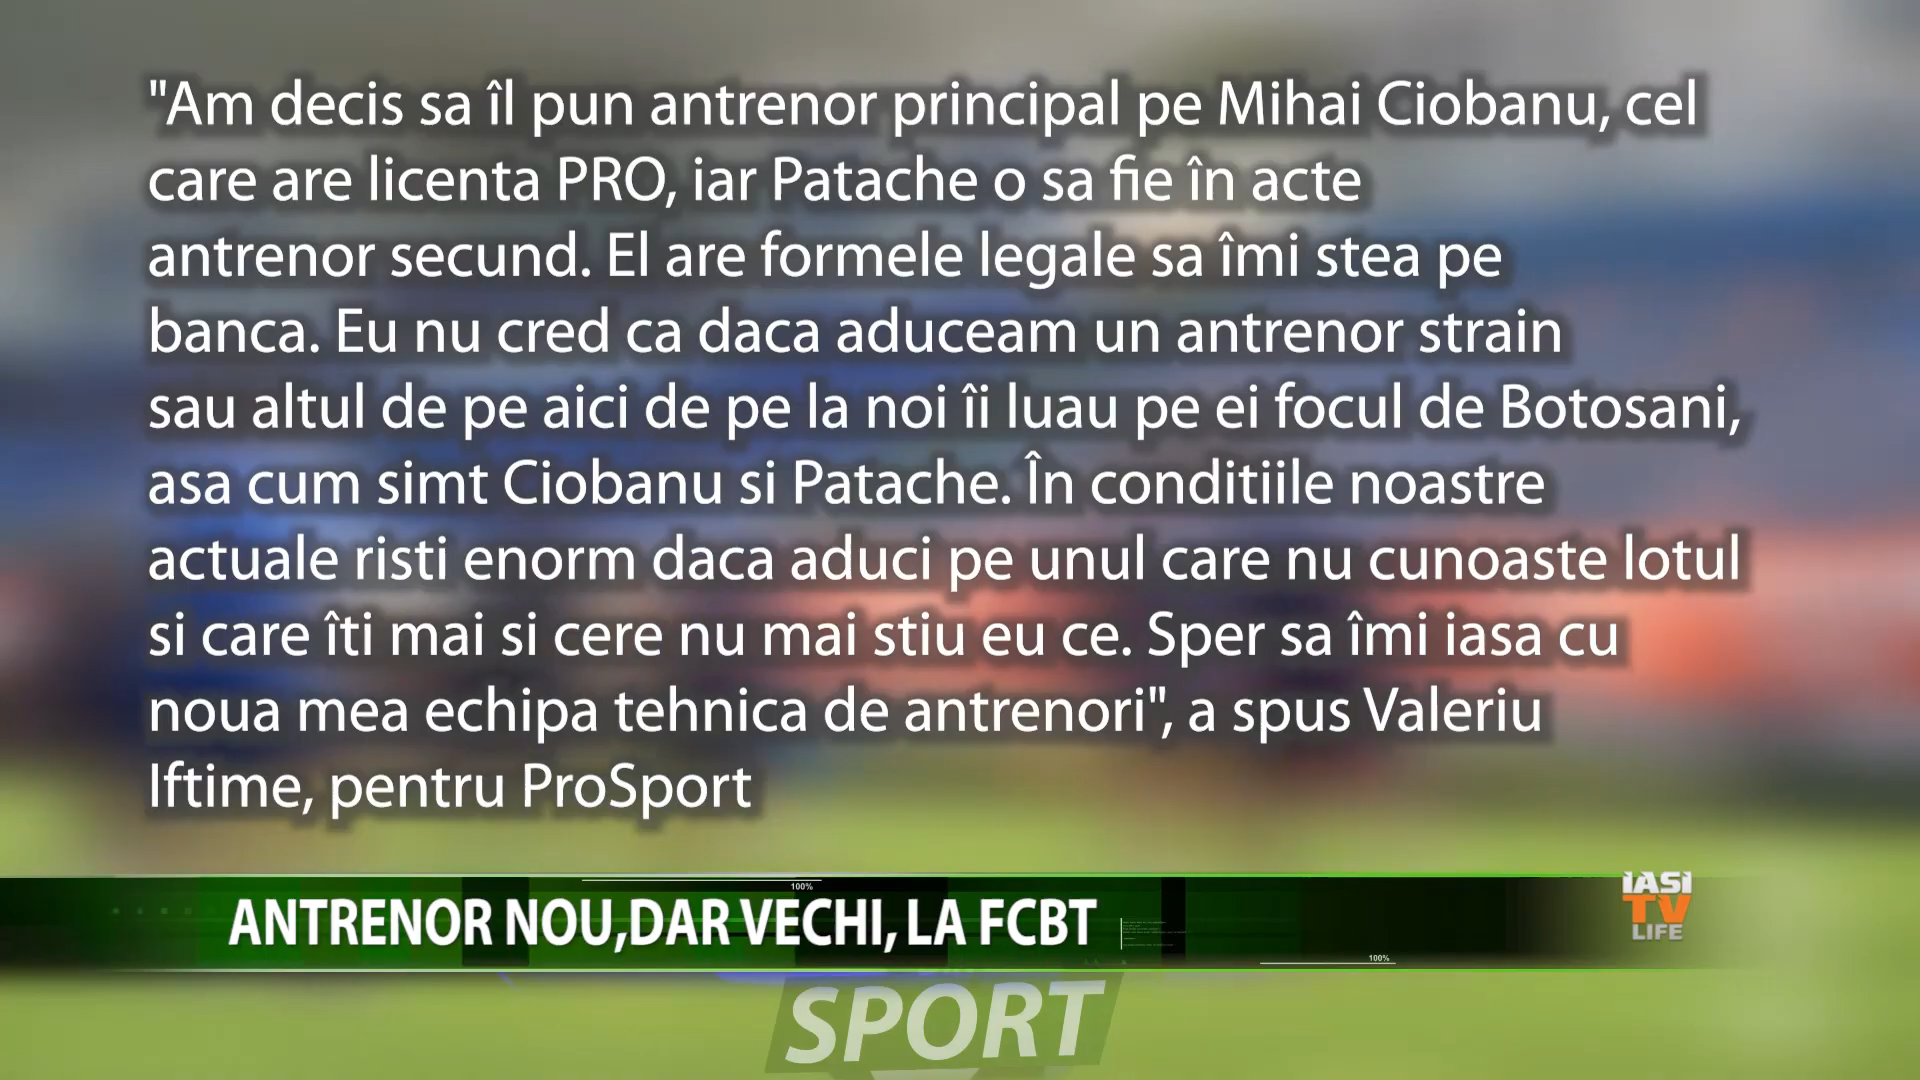 "Am decis sa îl pun antrenor principal pe Mihai Ciobanu, cel
care are licenta PRO, iar Patache o sa fie în acte
antrenor secund. El are formele legale sa îmi stea pe
banca. Eu nu cred ca daca aduceam un antrenor strain
sau altul de pe aici de pe la noi îi luau pe ei focul de Botosani,
asa cum simt Ciobanu si Patache. În conditiile noastre
actuale risti enorm daca aduci pe unul care nu cunoaste lotul
si care îti mai si cere nu mai stiu eu ce. Sper sa îmi iasa cu
noua mea echipa tehnica de antrenori", a spus Valeriu
Iftime, pentru ProSport
100%
ANTRENOR NOU,DAR VECHI, LA FCBT
100%
IASI
TV
LIFE
SPORT